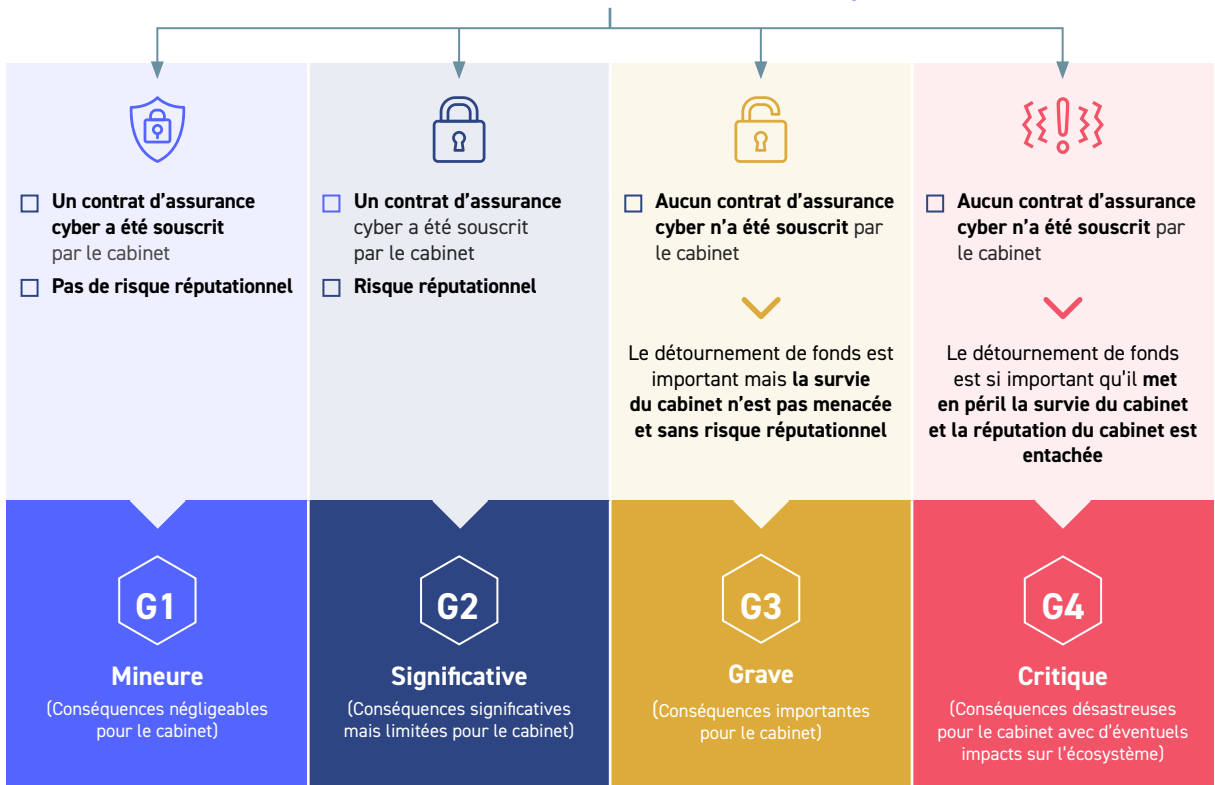 Un contrat d’assurance
cyber a été souscrit
par le cabinet
Pas de risque réputationnel
Un contrat d’assurance
cyber a été souscrit
par le cabinet
Risque réputationnel
Aucun contrat d’assurance
cyber n’a été souscrit par
le cabinet
Le détournement de fonds est
important mais la survie
du cabinet n’est pas menacée
et sans risque réputationnel
Aucun contrat d’assurance
cyber n’a été souscrit par
le cabinet
Le détournement de fonds
est si important qu’il met
en péril la survie du cabinet
et la réputation du cabinet est
entachée
G1
Mineure
(Conséquences négligeables
pour le cabinet)
G2
Significative
(Conséquences significatives
mais limitées pour le cabinet)
G3
Grave
(Conséquences importantes
pour le cabinet)
G4
Critique
(Conséquences désastreuses
pour le cabinet avec d'éventuels
impacts sur l’écosystème)